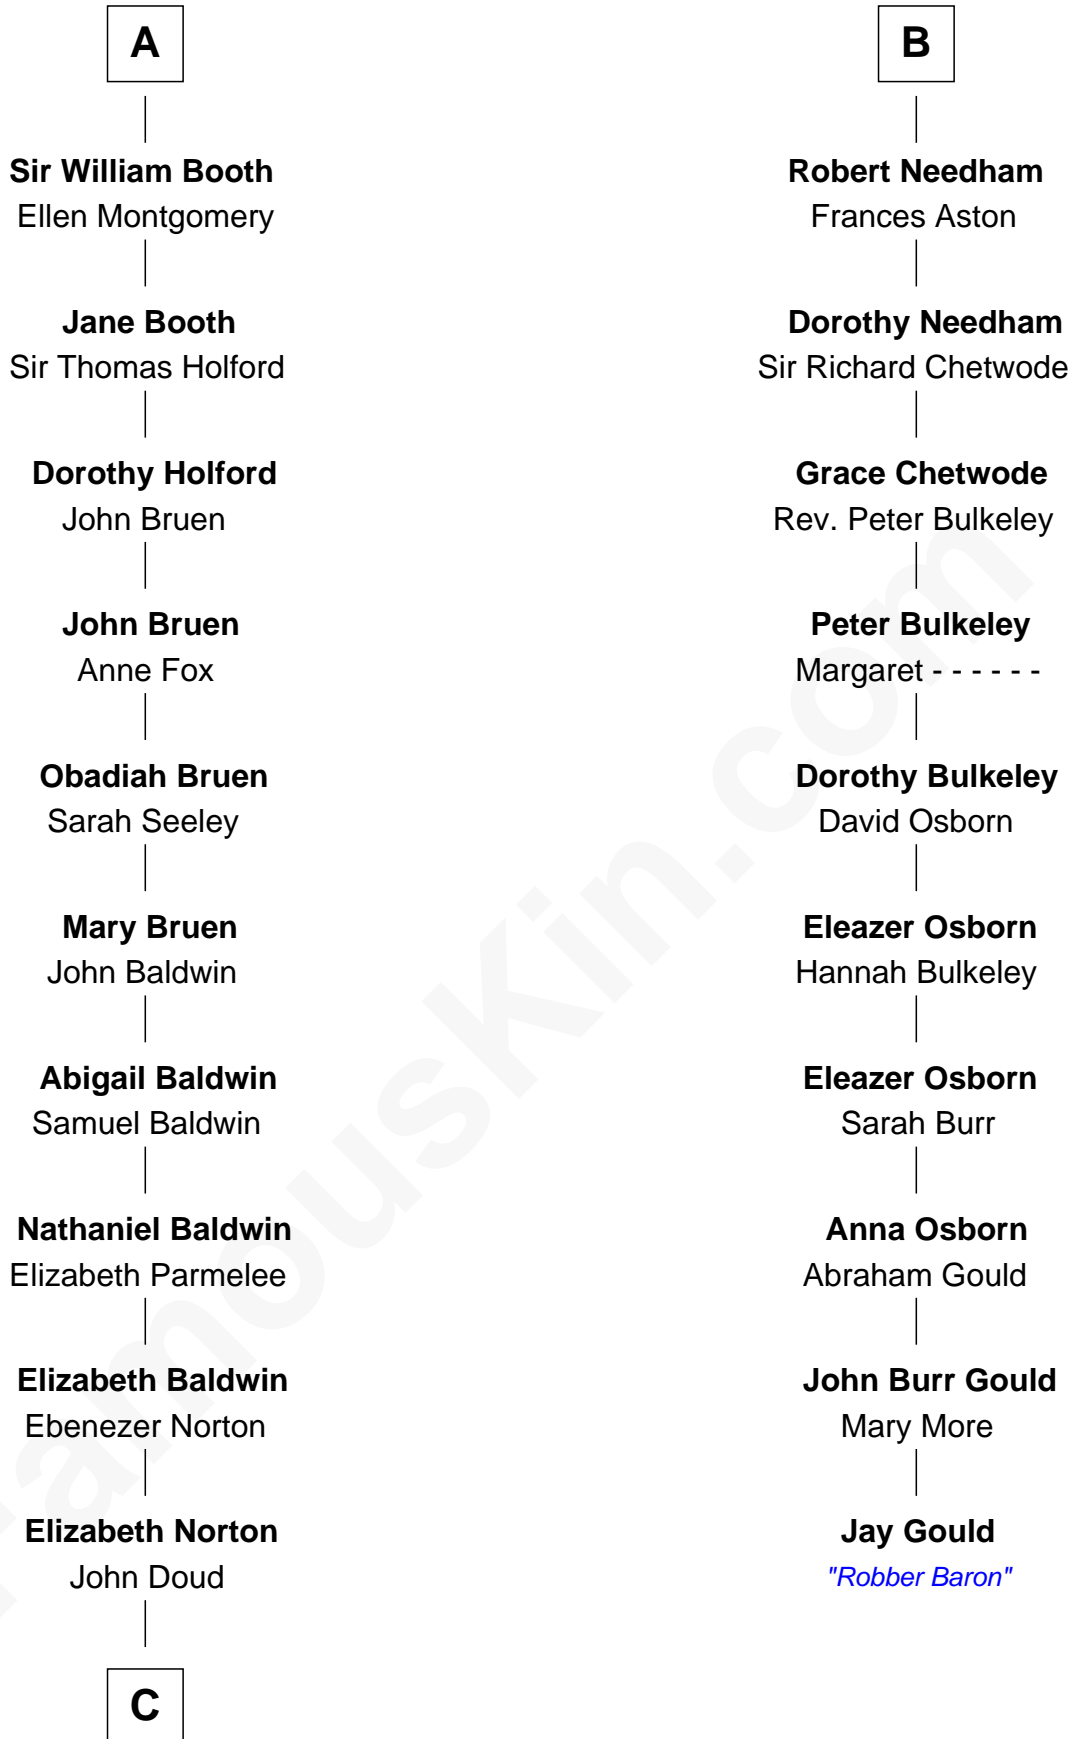 A
Sir William Booth
Ellen Montgomery
Jane Booth
Sir Thomas Holford
Dorothy Holford
John Bruen
John Bruen
Anne Fox
Obadiah Bruen
Sarah Seeley
Mary Bruen
John Baldwin
Abigail Baldwin
Samuel Baldwin
Nathaniel Baldwin
Elizabeth Parmelee
Elizabeth Baldwin
Ebenezer Norton
Elizabeth Norton
John Doud
C
B
Robert Needham
Frances Aston
Dorothy Needham
Sir Richard Chetwode
Grace Chetwode
Rev. Peter Bulkeley
Peter Bulkeley
Margaret - - - - - -
Dorothy Bulkeley
David Osborn
Eleazer Osborn
Hannah Bulkeley
Eleazer Osborn
Sarah Burr
Anna Osborn
Abraham Gould
John Burr Gould
Mary More
Jay Gould
"Robber Baron"
FamousKin.com